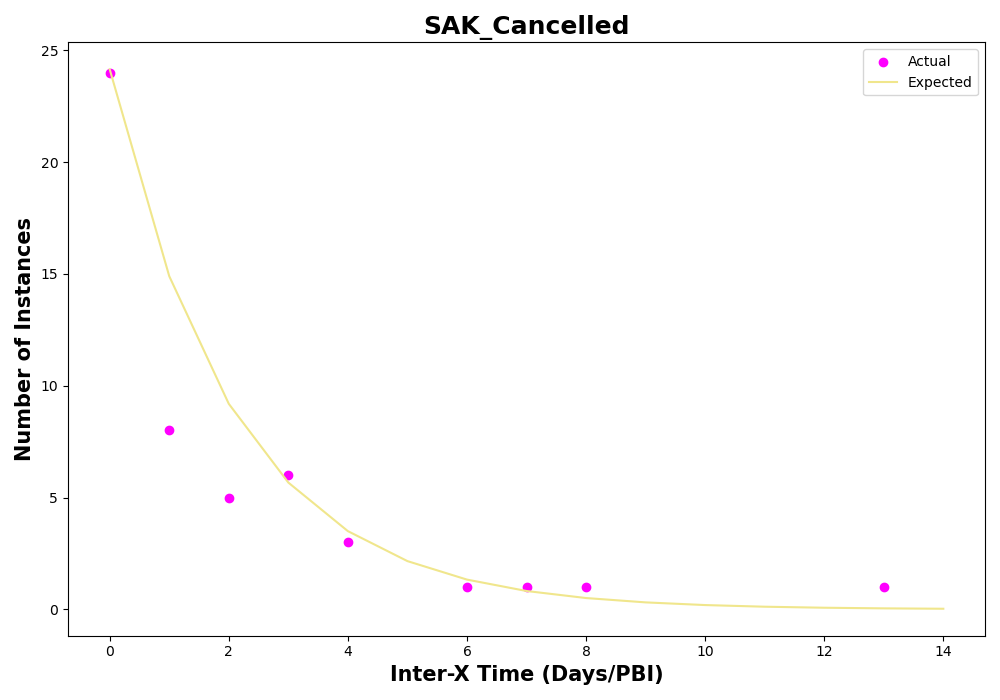 SAK_Cancelled
Number of Instances
25
20
15
10
5
0
Actual
Expected
0 2 4 6 8 10 12 14
Inter-X Time (Days/PBI)